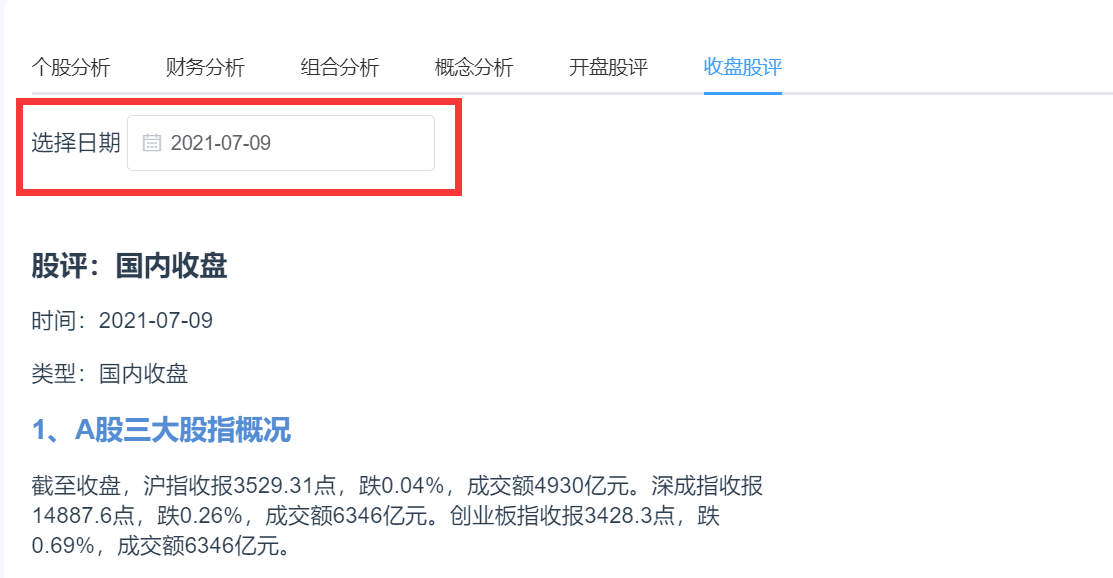 个股分析 财务分析 组合分析 概念分析 开盘股评 收盘股评
选择日期 2021-07-09
股评：国内收盘
时间：2021-07-09
类型：国内收盘
1、A股三大股指概况
截至收盘，沪指收报3529.31点，跌0.04%，成交额4930亿元。深成指收报
14887.6点，跌0.26%，成交额6346亿元。创业板指收报3428.3点，跌
0.69%，成交额6346亿元。